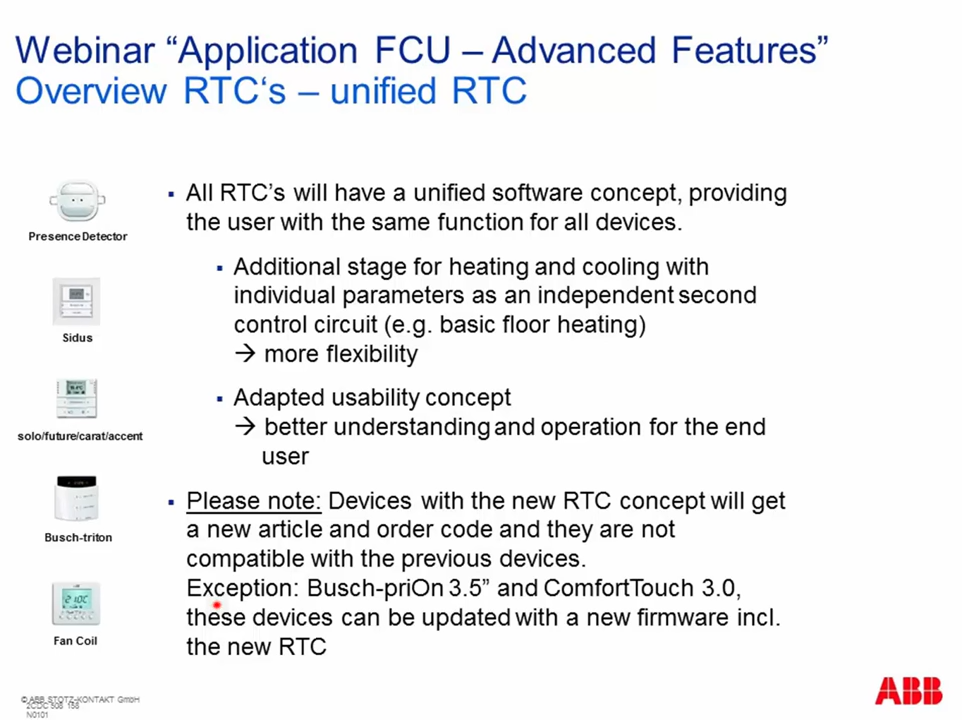 Webinar “Application FCU – Advanced Features”
Overview RTC‘s – unified RTC
▪ All RTC’s will have a unified software concept, providing
the user with the same function for all devices.
▪ Additional stage for heating and cooling with
individual parameters as an independent second
control circuit (e.g. basic floor heating)
→ more flexibility
▪ Adapted usability concept
→ better understanding and operation for the end
user
▪ Please note: Devices with the new RTC concept will get
a new article and order code and they are not
compatible with the previous devices.
Exception: Busch-priOn 3.5” and ComfortTouch 3.0,
these devices can be updated with a new firmware incl.
the new RTC
Presence Detector
Sidus
solo/future/carat/accent
Busch-triton
Fan Coil
© ABB STOTZ-KONTAKT GmbH
2CDC 508 158
N0101
ABB